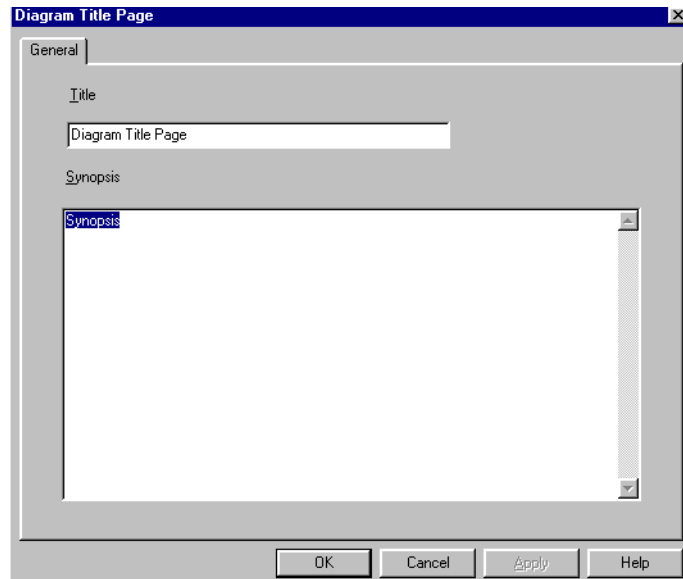 Diagram Title Page
General
Title
Diagram Title Page
Synopsis
Synopsis
OK Cancel Apply Help